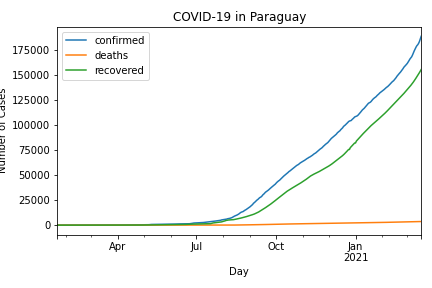 COVID-19 in Paraguay
confirmed
deaths
recovered
175000
150000
125000
100000
75000
50000
25000
0
Number of Cases
Apr
Jul
Oct
Jan
2021
Day